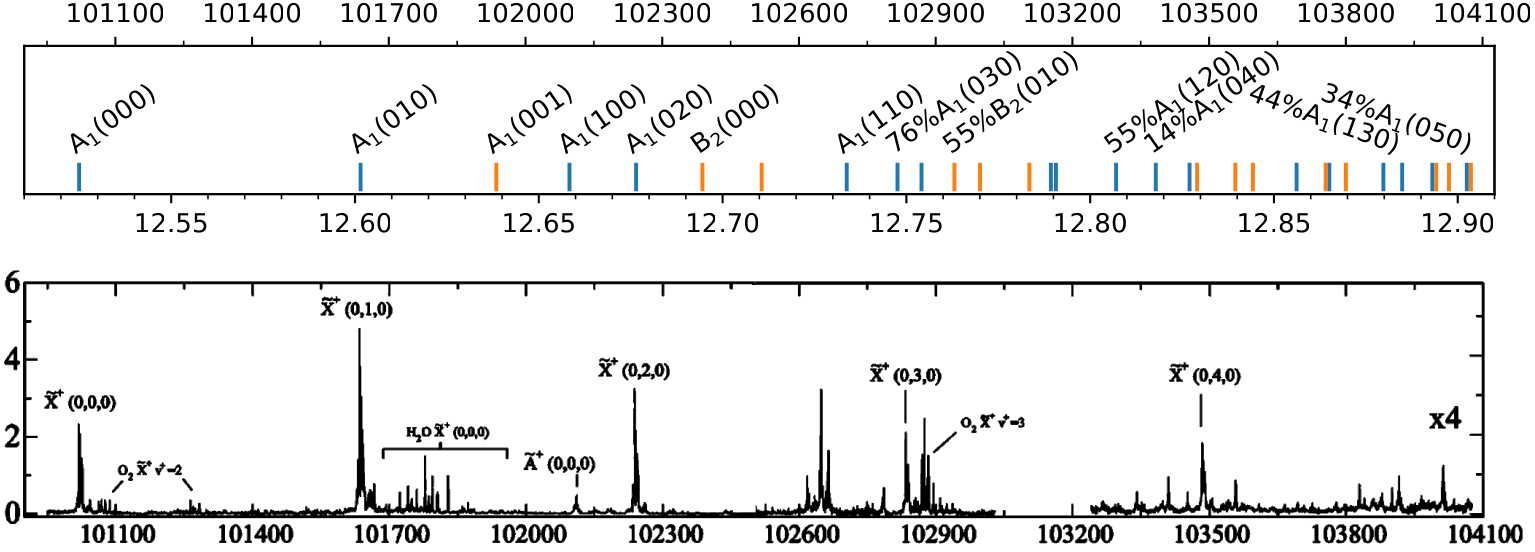 101100 101400 101700 102000 102300 102600 102900 103200 103500 103800 104100
A₁(000) A₁(010) A₁(001) A₁(100) A₁(020) B₂(000) A₁(110) 76%A₁(030) 55%B₂(010) 55%A₁(120) 14%A₁(040) 44%A₁(130) 34%A₁(050)
12.55 12.60 12.65 12.70 12.75 12.80 12.85 12.90
6
X̃⁺ (0,1,0)
4
X̃⁺ (0,2,0) X̃⁺ (0,3,0) X̃⁺ (0,4,0)
X̃⁺ (0,0,0)
x4
H₂O X̃⁺ (0,0,0) O₂ X̃⁺ v⁺=3
2
O₂ X̃⁺ v⁺=2 Ã⁺ (0,0,0)
0
101100 101400 101700 102000 102300 102600 102900 103200 103500 103800 104100